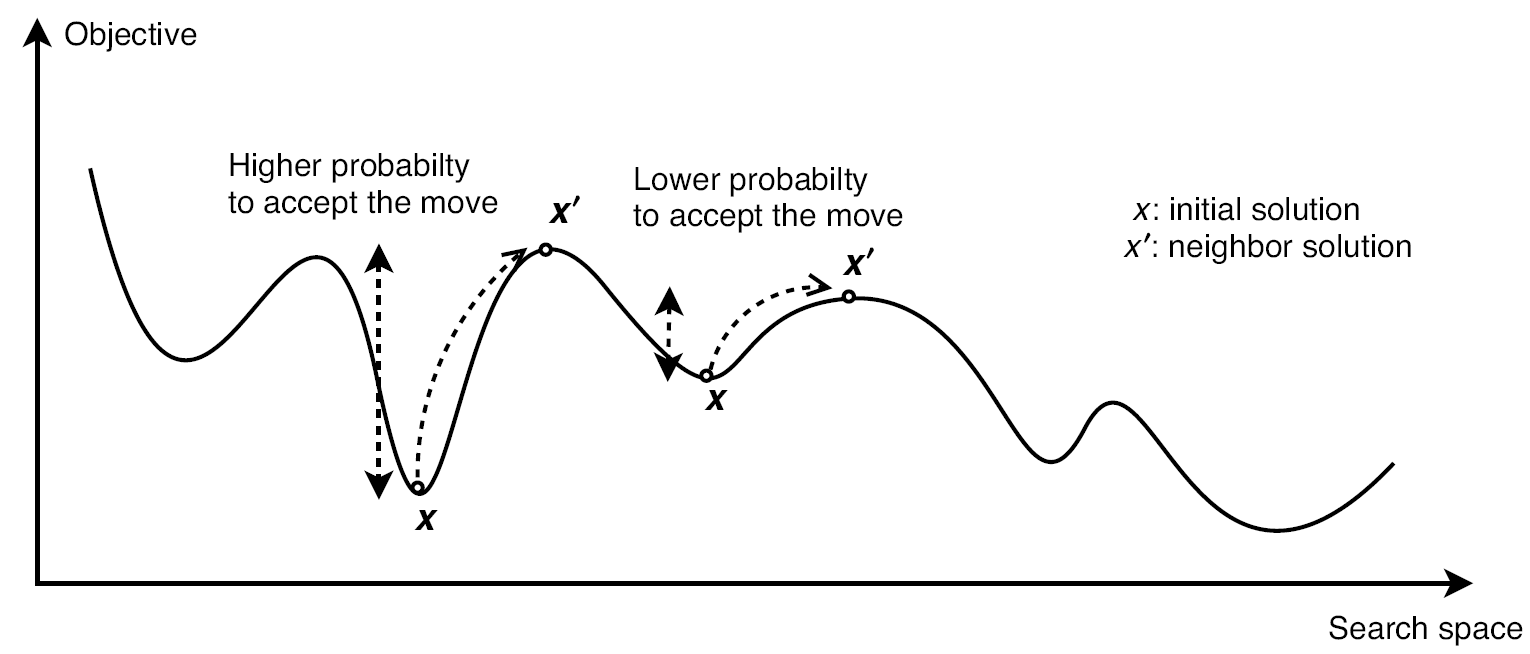 Objective
Higher probabilty
to accept the move
x′
Lower probabilty
to accept the move
x′
x: initial solution
x′: neighbor solution
x
x
Search space